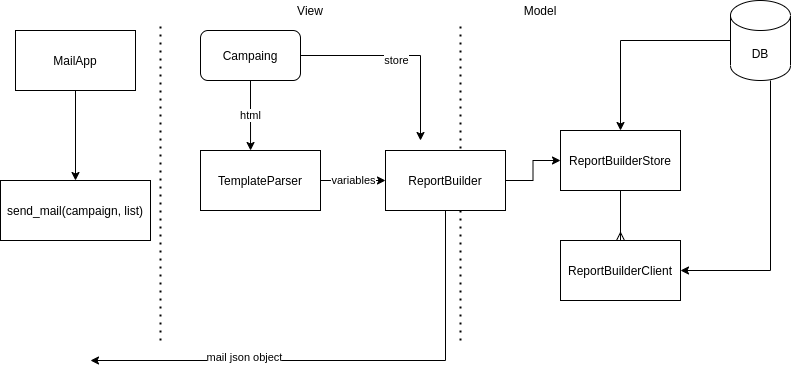 View
Model
MailApp
Campaing
store
DB
html
TemplateParser
variables
ReportBuilder
ReportBuilderStore
send_mail(campaign, list)
ReportBuilderClient
mail json object